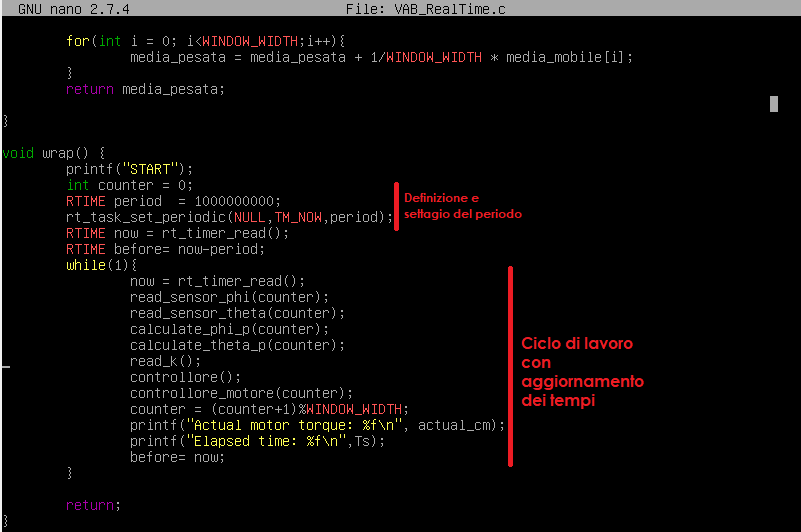 GNU nano 2.7.4 File: VAB_RealTime.c
for(int i = 0; i<WINDOW_WIDTH;i++){
media_pesata = media_pesata + 1/WINDOW_WIDTH * media_mobile[i];
}
return media_pesata;
}
void wrap() {
printf("START");
int counter = 0;
RTIME period  = 1000000000;
rt_task_set_periodic(NULL,TM_NOW,period);
RTIME now = rt_timer_read();
RTIME before= now-period;
while(1){
now = rt_timer_read();
read_sensor_phi(counter);
read_sensor_theta(counter);
calculate_phi_p(counter);
calculate_theta_p(counter);
read_k();
controllore();
controllore_motore(counter);
counter = (counter+1)%WINDOW_WIDTH;
printf("Actual motor torque: %f\n", actual_cm);
printf("Elapsed time: %f\n",Ts);
before= now;
}
return;
}
Definizione e
settagio del periodo
Ciclo di lavoro
con
aggiornamento
dei tempi